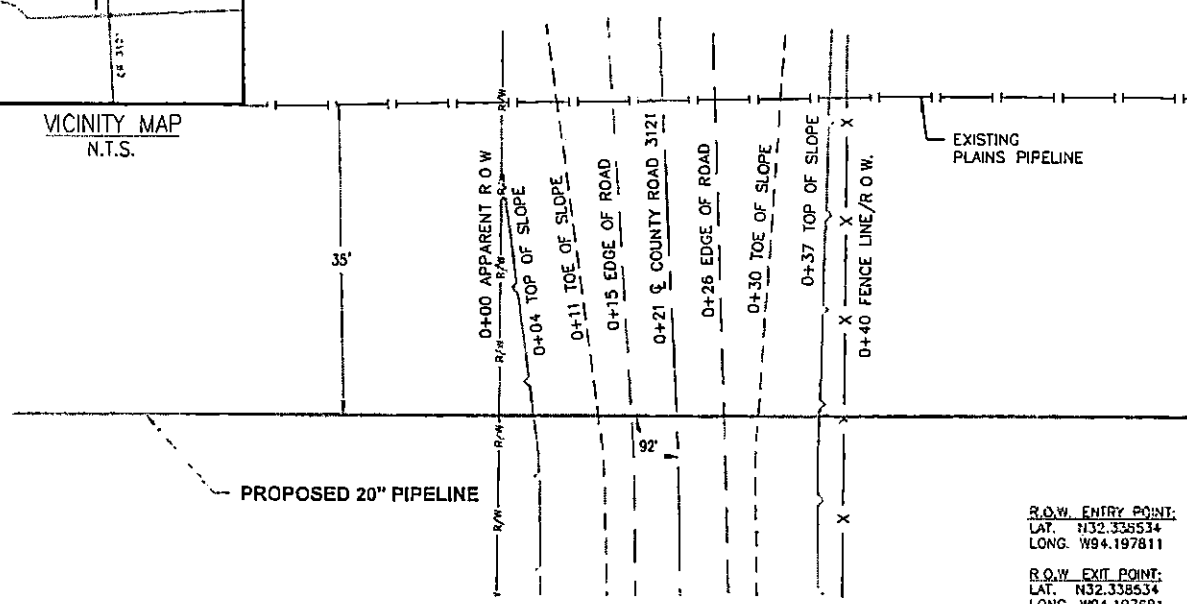 VICINITY MAP
N.T.S.
EXISTING
PLAINS PIPELINE
35'
0+00 APPARENT R O W
0+04 TOP OF SLOPE
0+11 TOE OF SLOPE
0+15 EDGE OF ROAD
0+21 ℄ COUNTY ROAD 3121
0+26 EDGE OF ROAD
0+30 TOE OF SLOPE
0+37 TOP OF SLOPE
0+40 FENCE LINE/R O W.
R/W
R/W
R/W
R/W
R/W
R/W
R/W
92'
PROPOSED 20" PIPELINE
R.O.W. ENTRY POINT:
LAT. N32.338534
LONG. W94.197811
R.O.W EXIT POINT:
LAT. N32.338534
LONG.